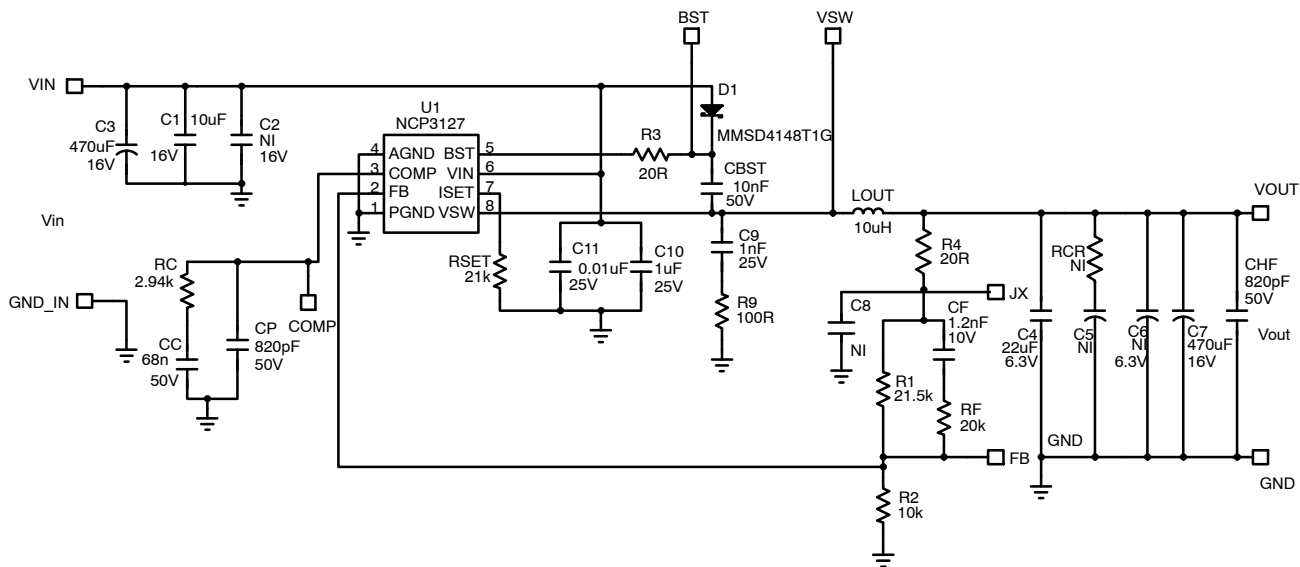 BST
VSW
VIN
C3
470uF
16V
C1
10uF
16V
C2
NI
16V
U1
NCP3127
4
AGND
BST
5
3
COMP
VIN
6
2
FB
ISET
7
1
PGND
VSW
8
D1
MMSD4148T1G
R3
20R
CBST
10nF
50V
LOUT
10uH
VOUT
Vin
GND_IN
RC
2.94k
CC
68n
50V
CP
820pF
50V
COMP
RSET
21k
C11
0.01uF
25V
C10
1uF
25V
C9
1nF
25V
R9
100R
R4
20R
JX
C8
NI
CF
1.2nF
10V
R1
21.5k
RF
20k
FB
R2
10k
C4
22uF
6.3V
RCR
NI
C5
NI
C6
NI
6.3V
C7
470uF
16V
CHF
820pF
50V
Vout
GND
GND